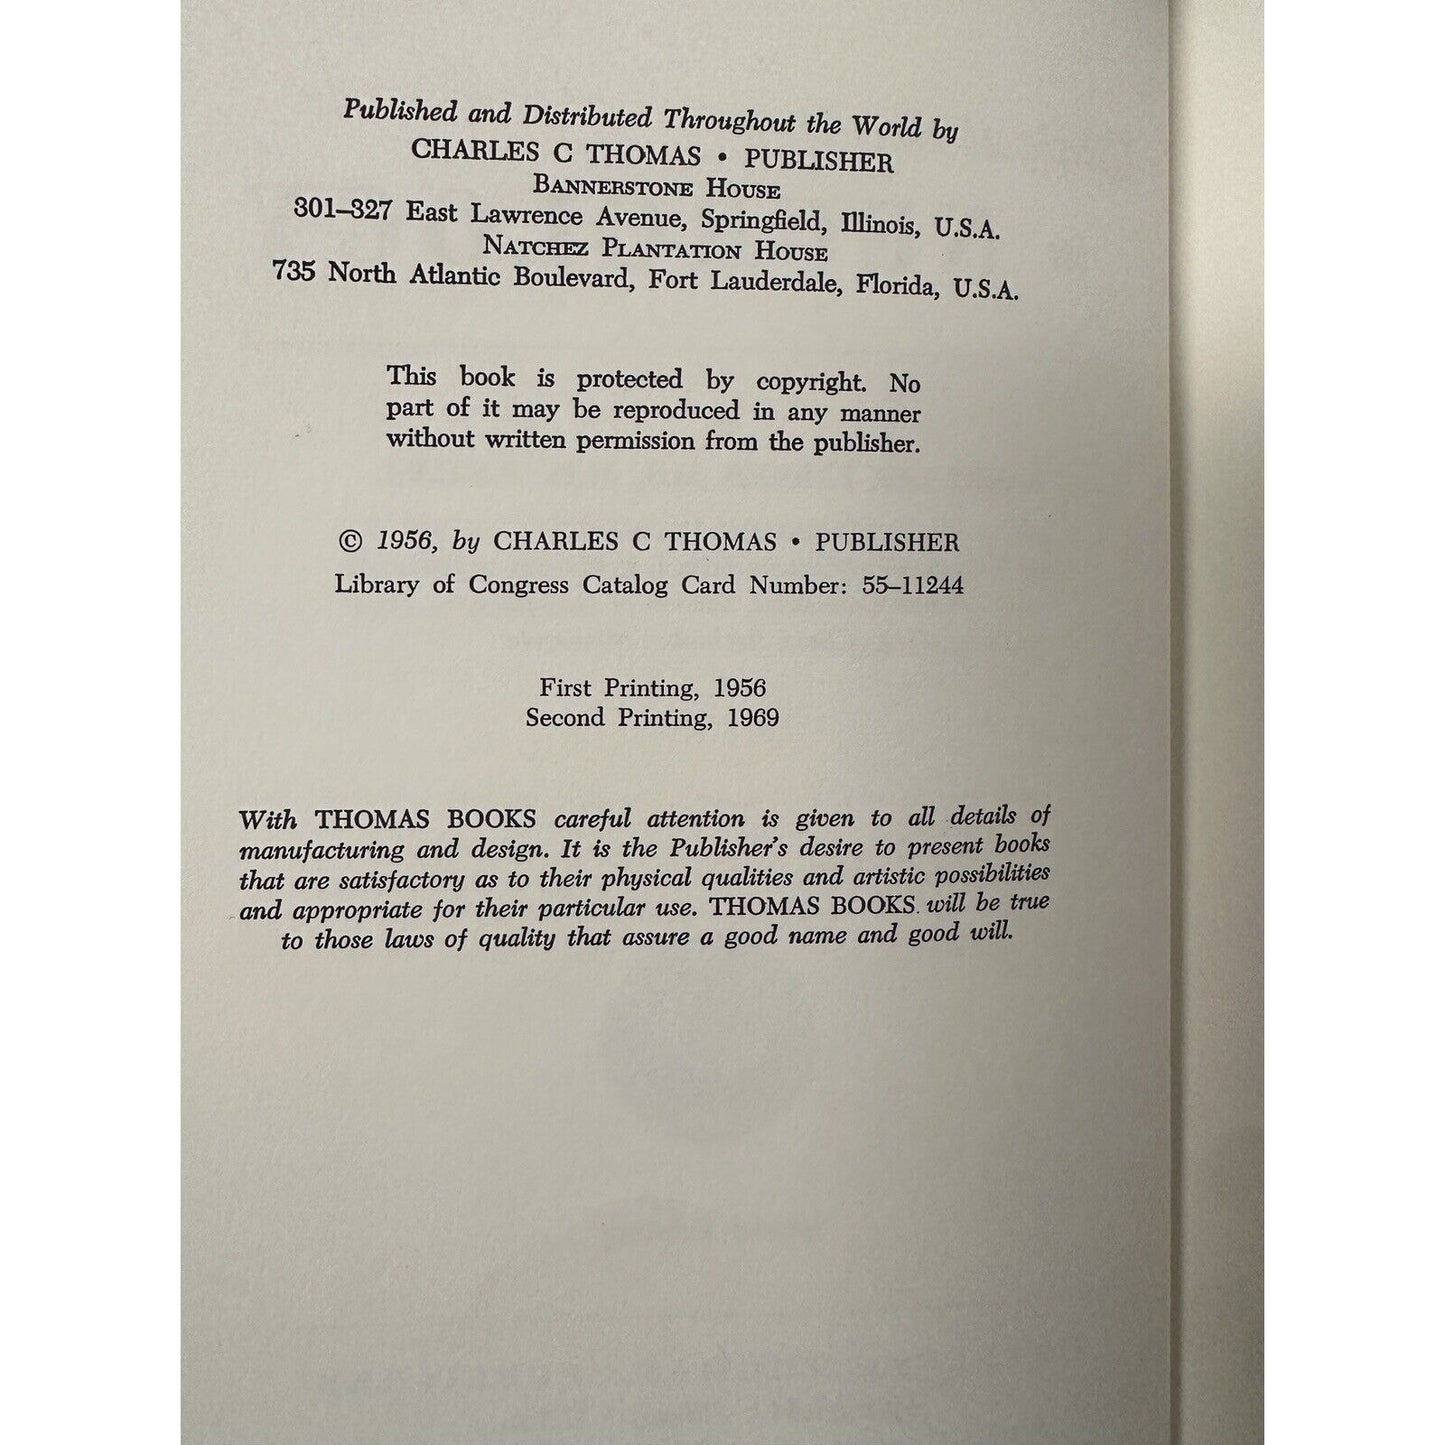 Published and Distributed Throughout the World by
CHARLES C THOMAS • PUBLISHER
BANNERSTONE HOUSE
301–327 East Lawrence Avenue, Springfield, Illinois, U.S.A.
NATCHEZ PLANTATION HOUSE
735 North Atlantic Boulevard, Fort Lauderdale, Florida, U.S.A.
This book is protected by copyright. No
part of it may be reproduced in any manner
without written permission from the publisher.
© 1956, by CHARLES C THOMAS • PUBLISHER
Library of Congress Catalog Card Number: 55–11244
First Printing, 1956
Second Printing, 1969
With THOMAS BOOKS careful attention is given to all details of
manufacturing and design. It is the Publisher's desire to present books
that are satisfactory as to their physical qualities and artistic possibilities
and appropriate for their particular use. THOMAS BOOKS will be true
to those laws of quality that assure a good name and good will.